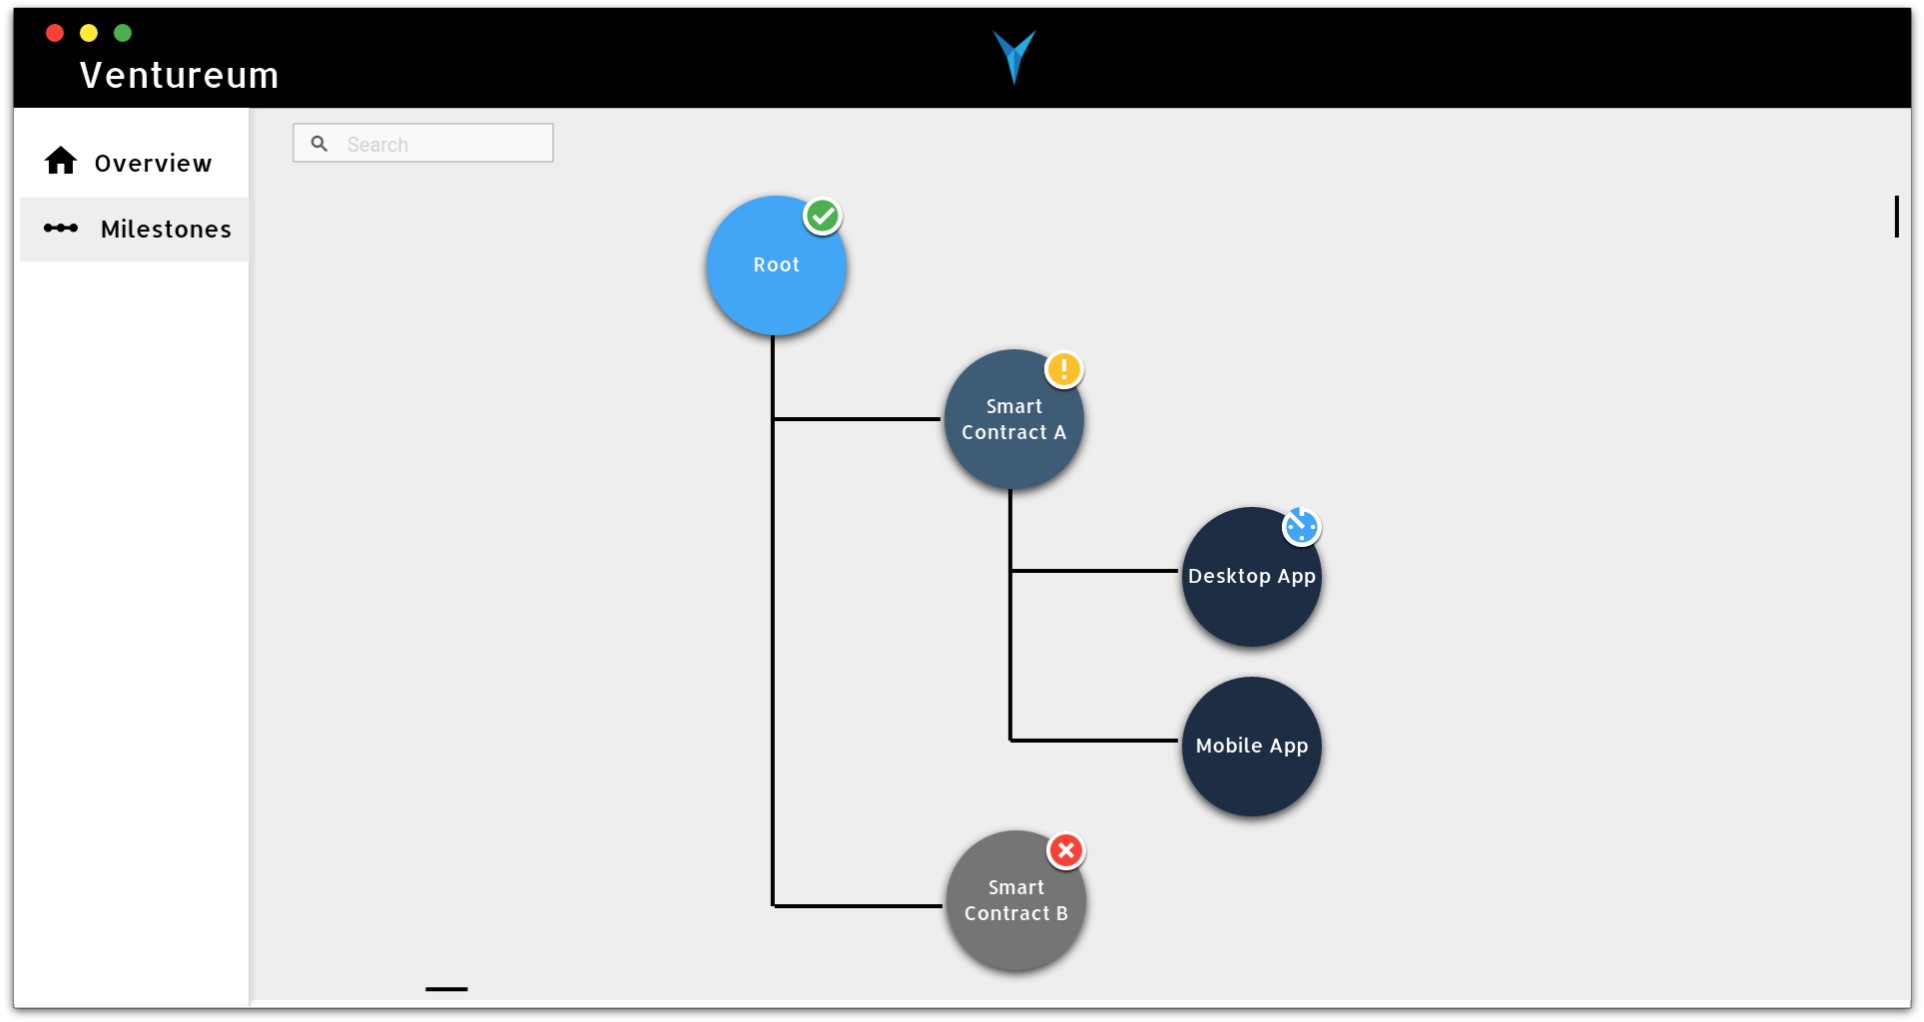 Ventureum
Overview
Milestones
Search
Root
Smart
Contract A
Desktop App
Mobile App
Smart
Contract B